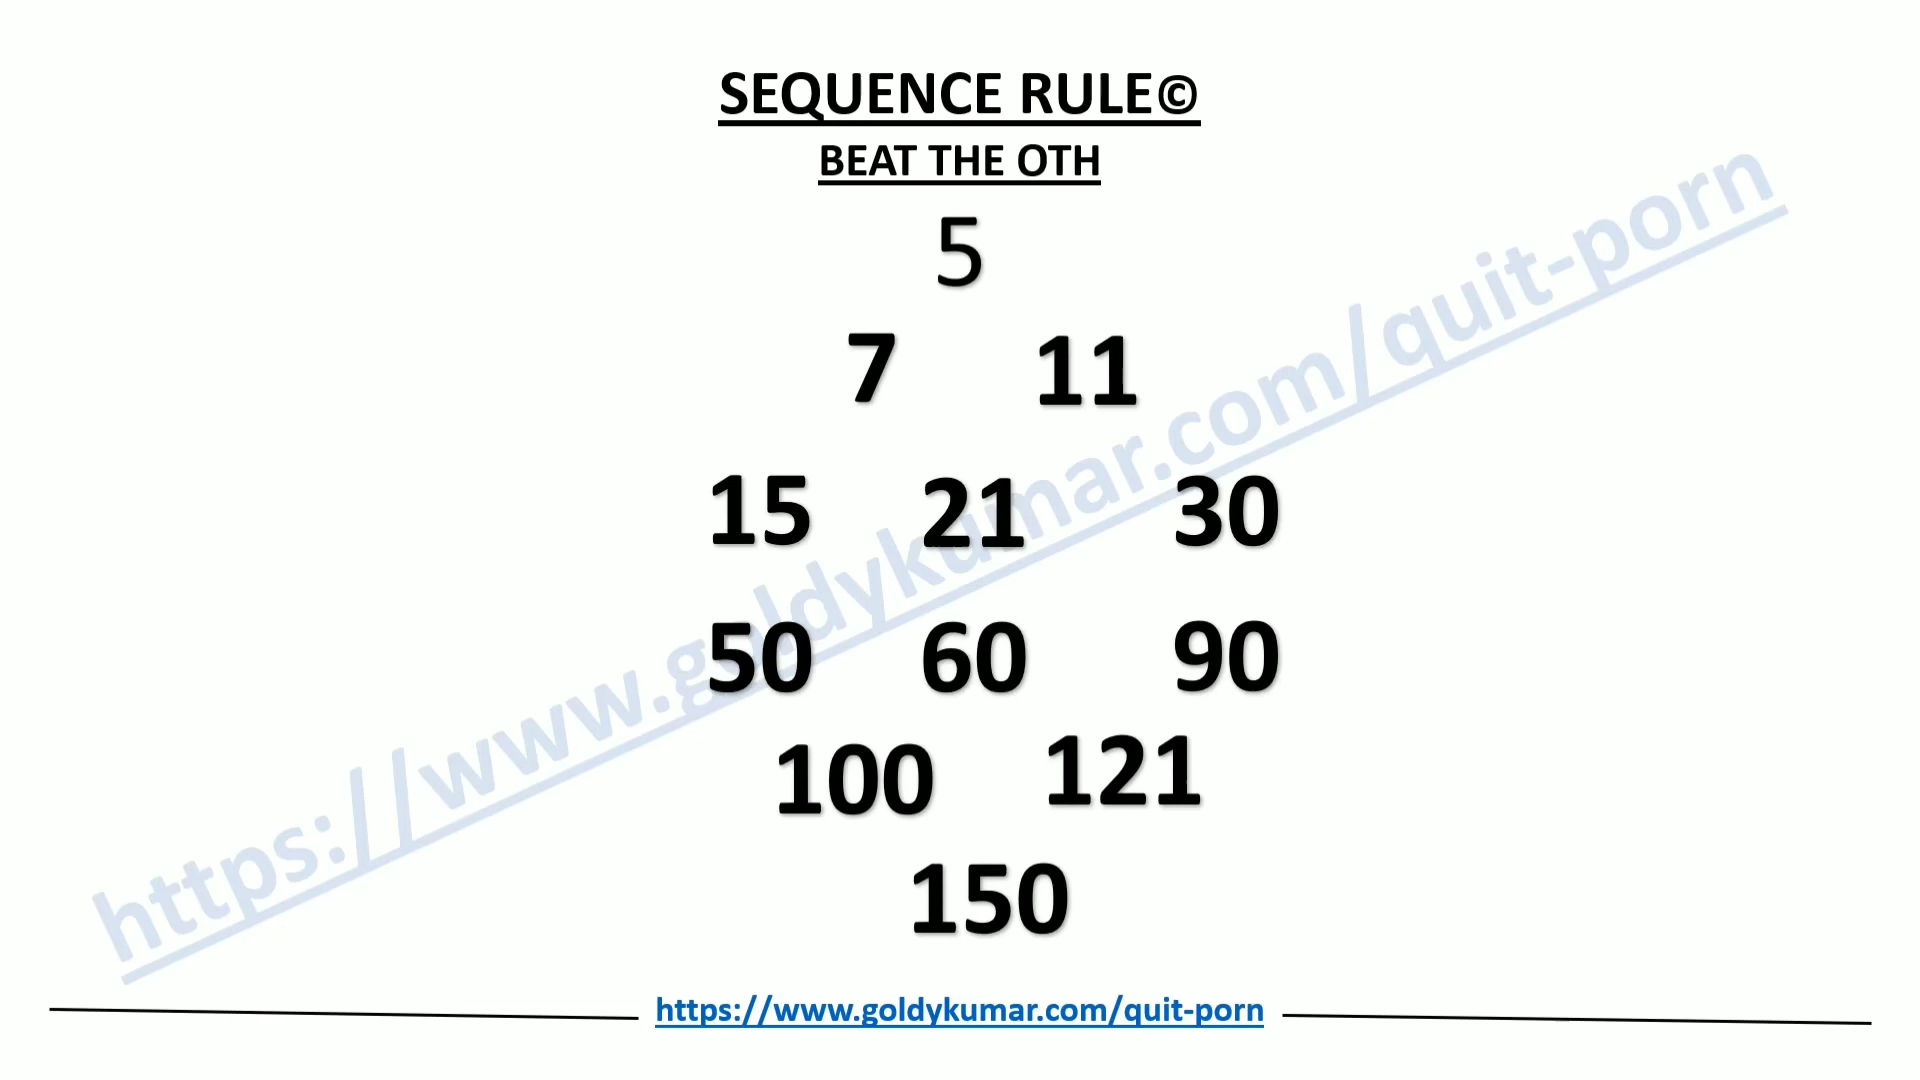 SEQUENCE RULE©
BEAT THE OTH
5
7 11
15 21 30
50 60 90
100 121
150
https://www.goldykumar.com/quit-porn
https://www.goldykumar.com/quit-porn